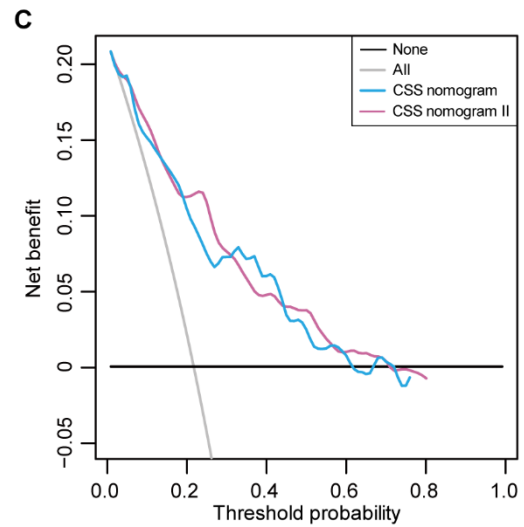 C
None
All
CSS nomogram
CSS nomogram II
Net benefit
0.20
0.15
0.10
0.05
0
−0.05
0.0 0.2 0.4 0.6 0.8 1.0
Threshold probability